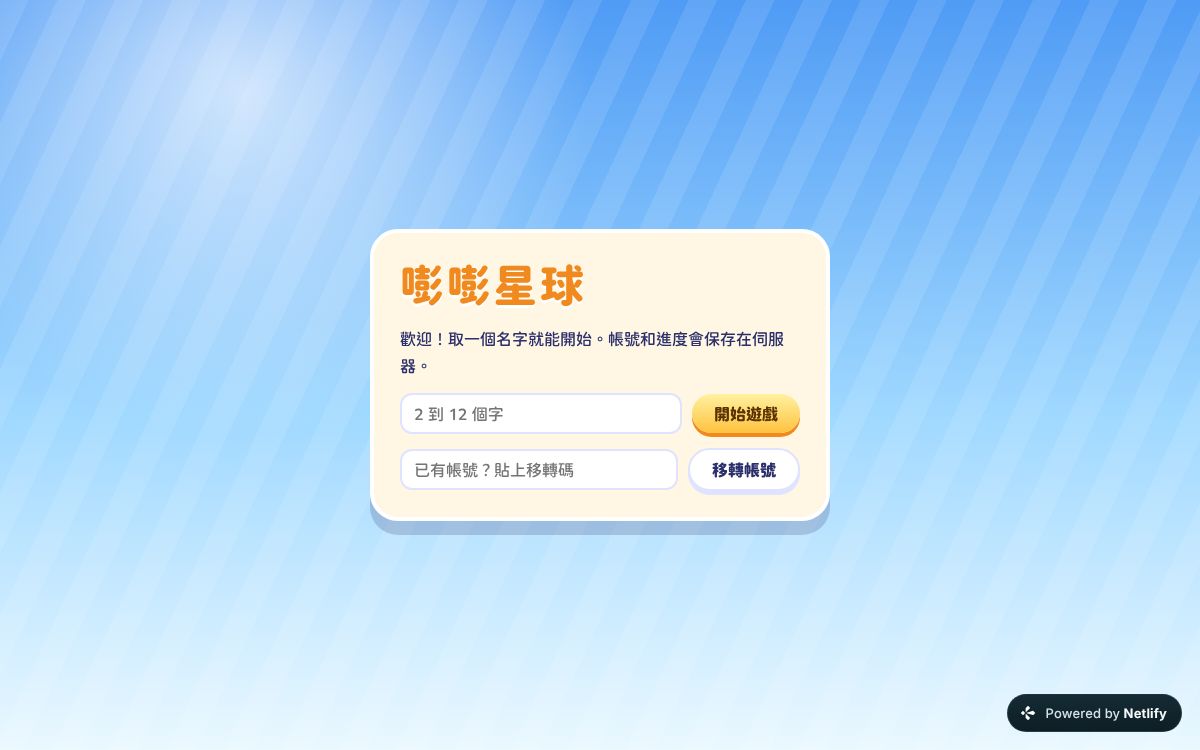 嘭嘭星球
歡迎！取一個名字就能開始。帳號和進度會保存在伺服
器。
2 到 12 個字
開始遊戲
已有帳號？貼上移轉碼
移轉帳號
Powered by Netlify